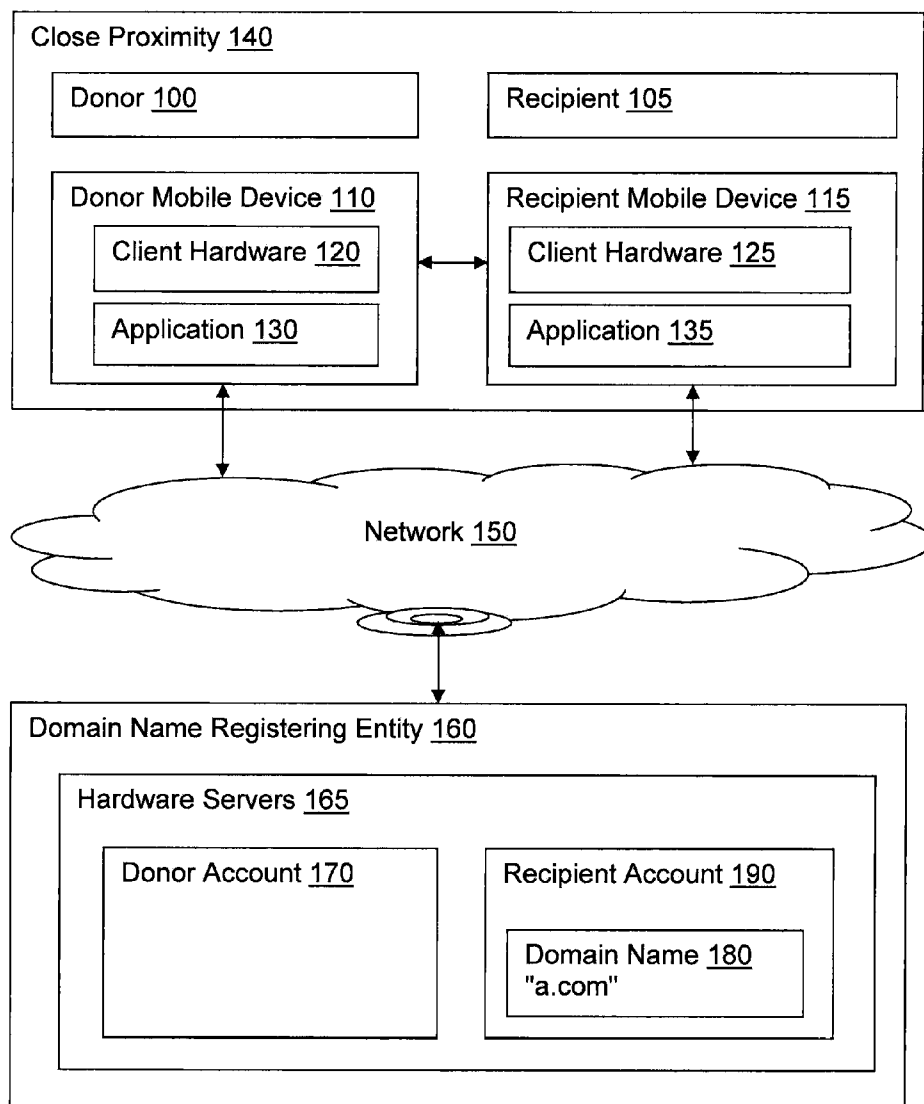 Close Proximity 140
Donor 100
Recipient 105
Donor Mobile Device 110
Recipient Mobile Device 115
Client Hardware 120
Client Hardware 125
Application 130
Application 135
Network 150
Domain Name Registering Entity 160
Hardware Servers 165
Donor Account 170
Recipient Account 190
Domain Name 180
"a.com"